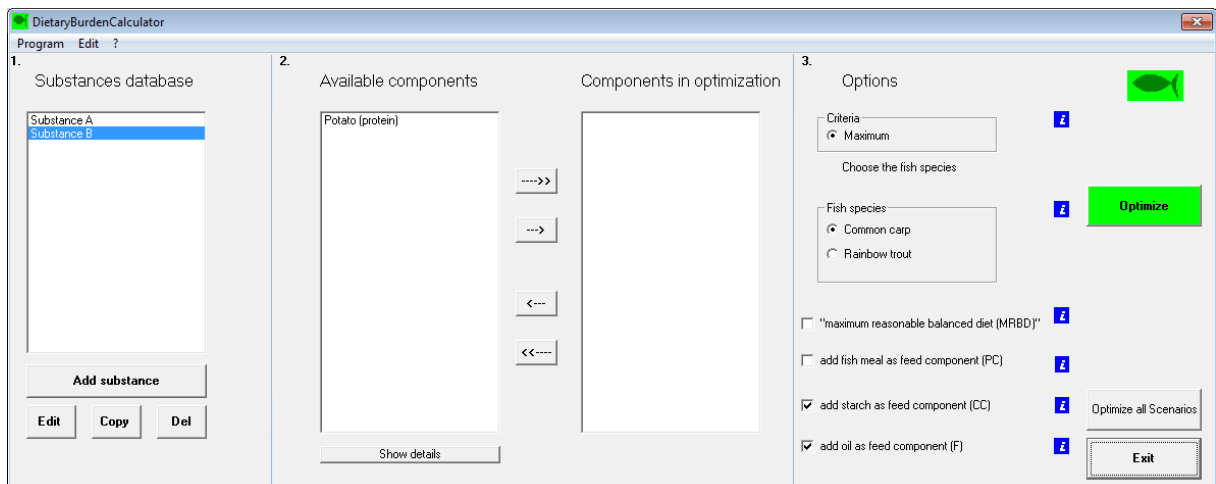 DietaryBurdenCalculator
Program Edit ?
1.
Substances database
Substance A
Substance B
Add substance
Edit Copy Del
2.
Available components
Potato (protein)
Show details
---->>
--->
<---
<<----
Components in optimization
3.
Options
Criteria
Maximum
Choose the fish species
Fish species
Common carp
Rainbow trout
"maximum reasonable balanced diet (MRBD)"
add fish meal as feed component (PC)
add starch as feed component (CC)
add oil as feed component (F)
i
i
i
i
i
i
Optimize
Optimize all Scenarios
Exit